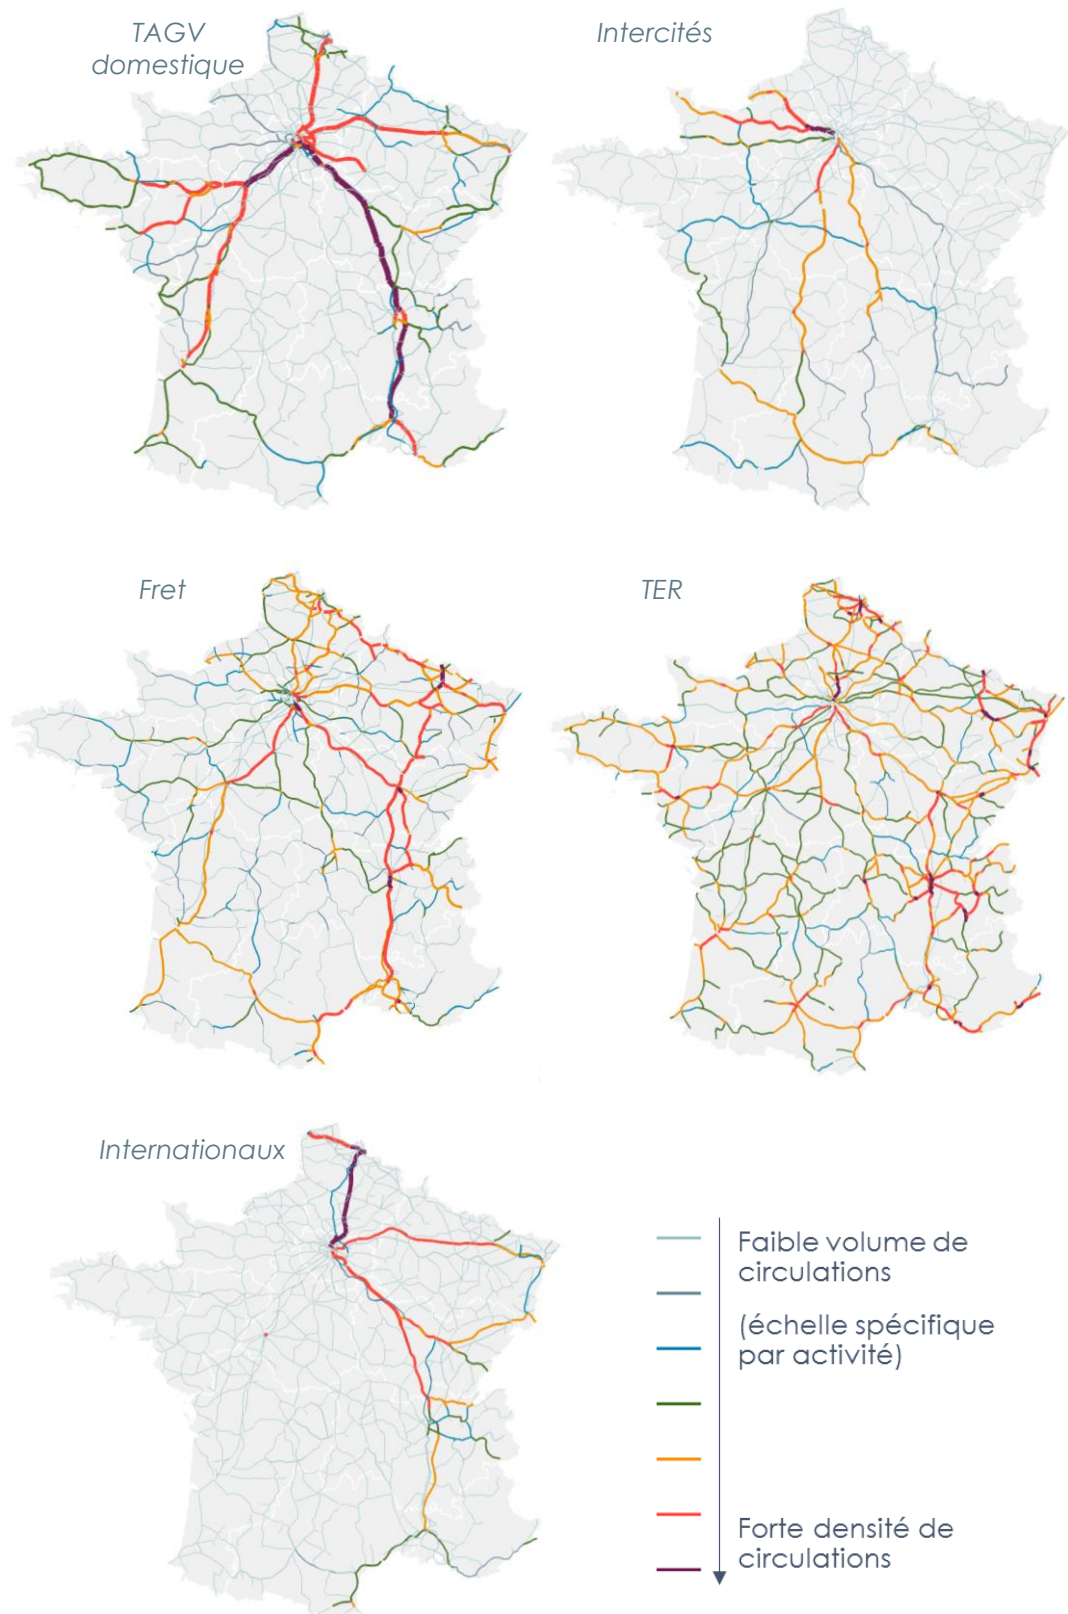 TAGV
domestique
Intercités
Fret
TER
Internationaux
Faible volume de
circulations
(échelle spécifique
par activité)
Forte densité de
circulations